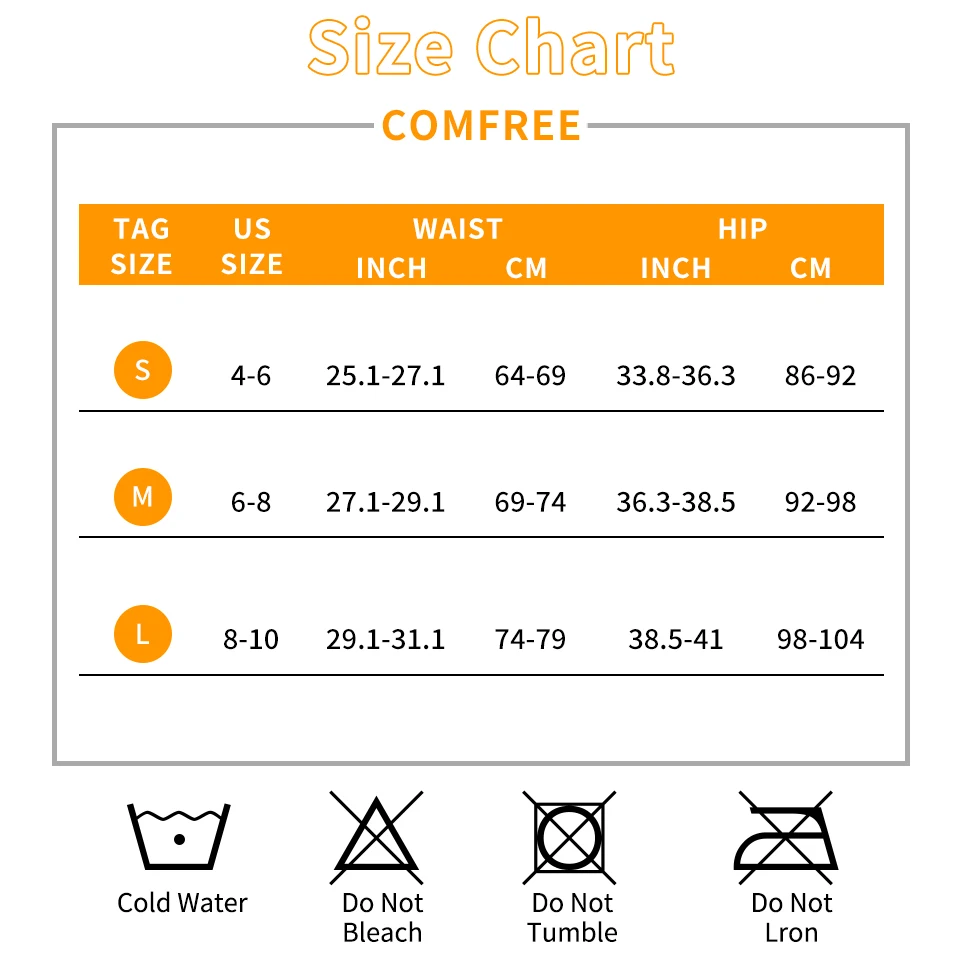 Size Chart
COMFREE
TAG SIZE US SIZE WAIST HIP
INCH CM INCH CM
S 4-6 25.1-27.1 64-69 33.8-36.3 86-92
M 6-8 27.1-29.1 69-74 36.3-38.5 92-98
L 8-10 29.1-31.1 74-79 38.5-41 98-104
Cold Water
Do Not
Bleach
Do Not
Tumble
Do Not
Lron